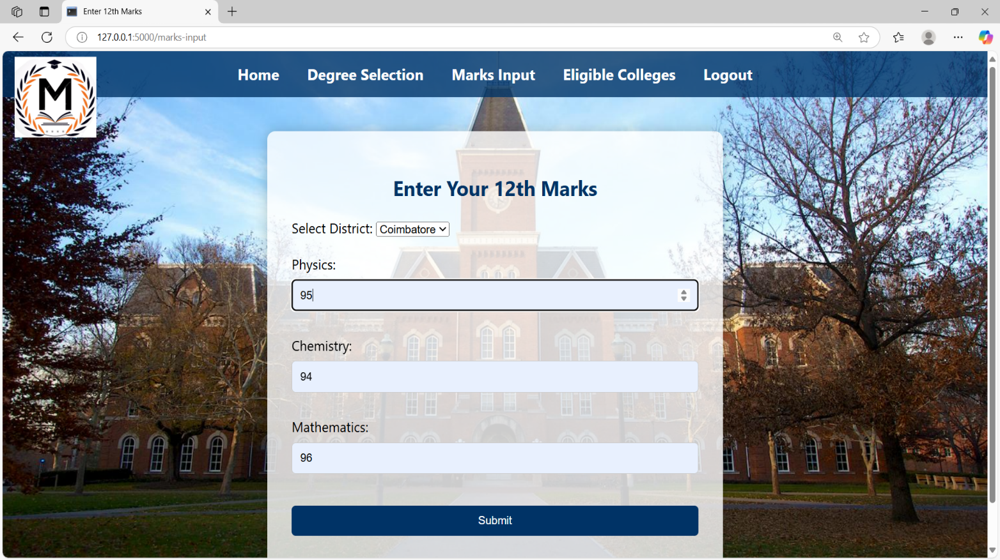 Enter 12th Marks
127.0.0.1:5000/marks-input
M
Home Degree Selection Marks Input Eligible Colleges Logout
Enter Your 12th Marks
Select District: Coimbatore
Physics:
95
Chemistry:
94
Mathematics:
96
Submit